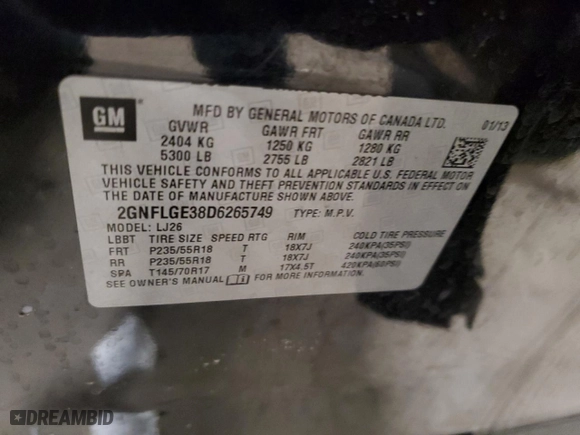 GM
MFD BY GENERAL MOTORS OF CANADA LTD.
01/13
GVWR GAWR FRT GAWR RR
2404 KG 1250 KG 1280 KG
5300 LB 2755 LB 2821 LB
THIS VEHICLE CONFORMS TO ALL APPLICABLE U.S. FEDERAL MOTOR
VEHICLE SAFETY AND THEFT PREVENTION STANDARDS IN EFFECT ON
THE DATE OF MANUFACTURE SHOWN ABOVE.
2GNFLGE38D6265749 TYPE: M.P.V.
MODEL: LJ26
LBBT TIRE SIZE SPEED RTG RIM COLD TIRE PRESSURE
FRT P235/55R18 T 18X7J 240KPA(35PSI)
RR P235/55R18 T 18X7J 240KPA(35PSI)
SPA T145/70R17 M 17X4.5T 420KPA(60PSI)
SEE OWNER'S MANUAL FOR MORE INFORMATION
DREAMBID